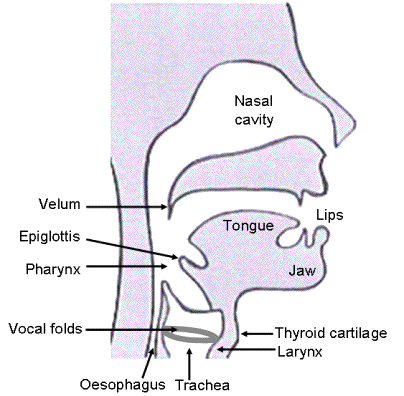 Nasal
cavity
Velum
Lips
Tongue
Epiglottis
Pharynx
Jaw
Vocal folds
Thyroid cartilage
Larynx
Oesophagus
Trachea